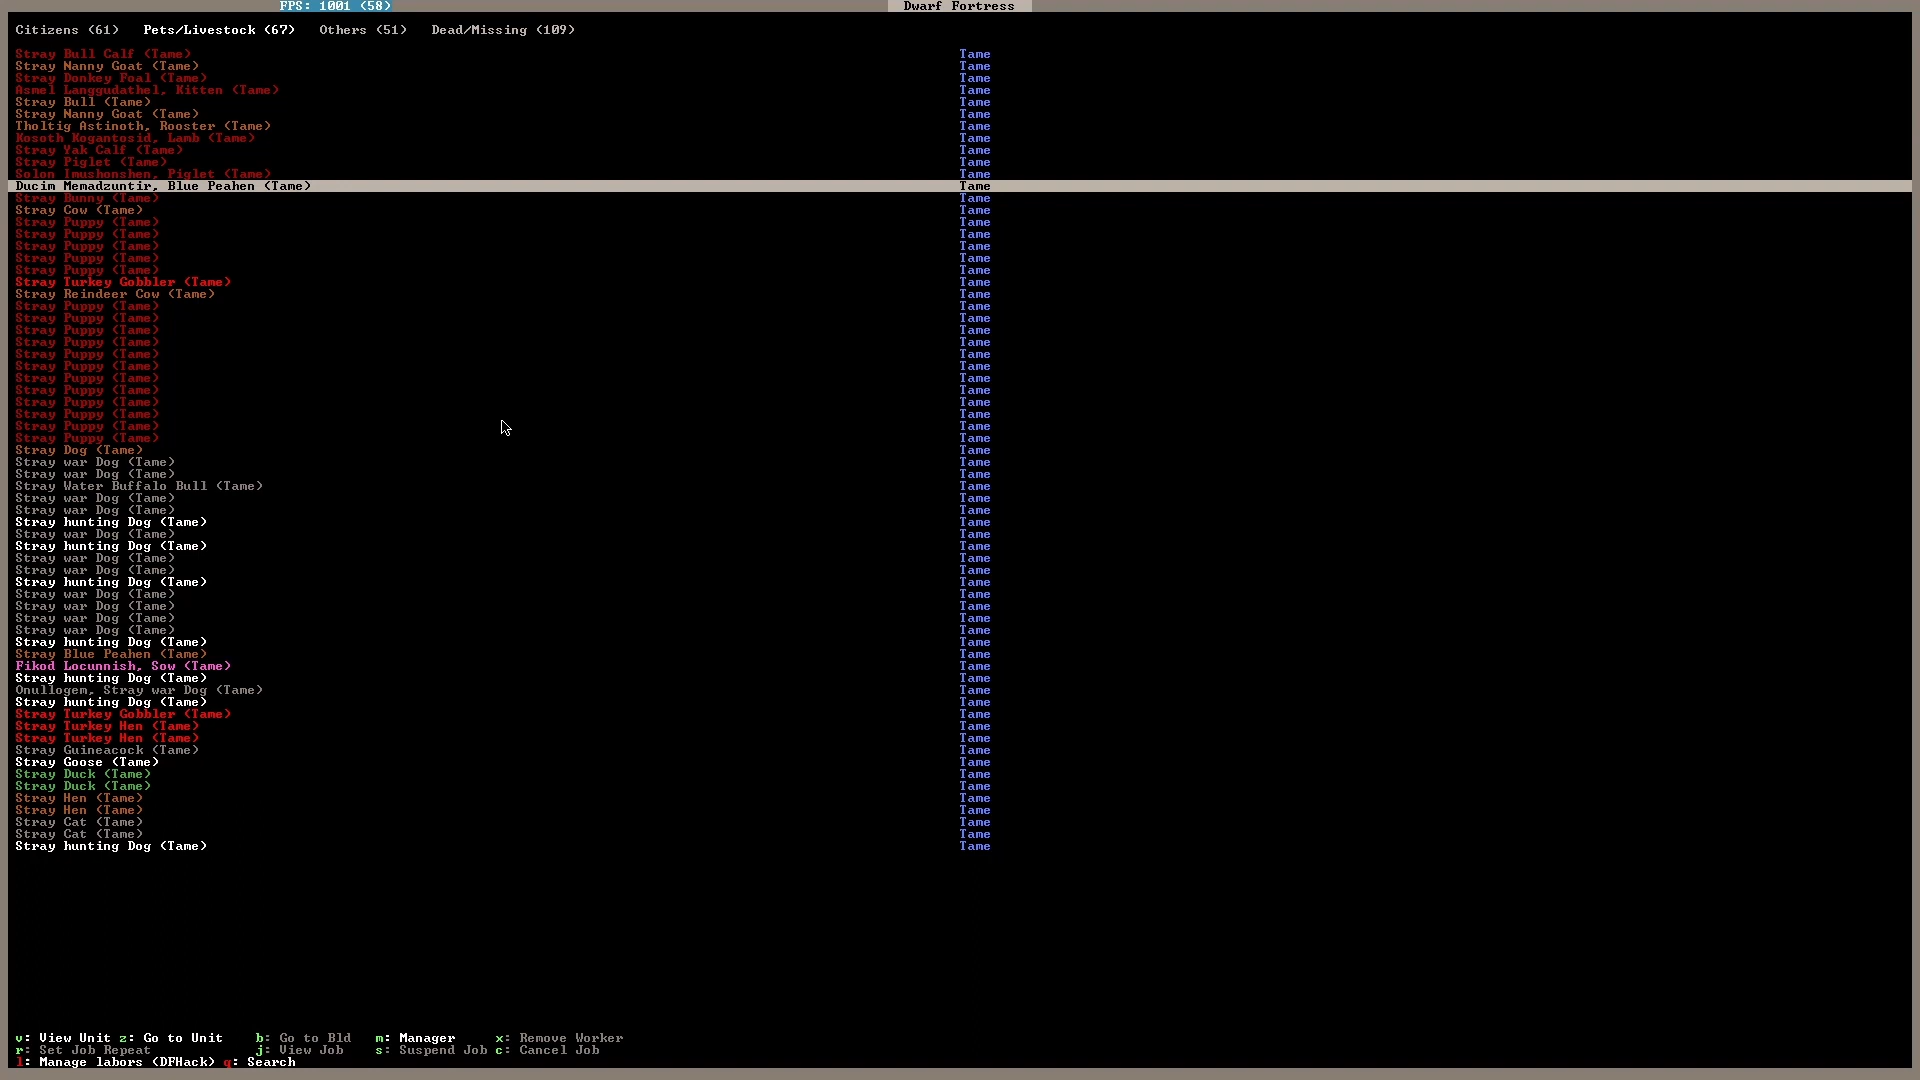 FPS: 1001 (58) Dwarf Fortress
Citizens (61) Pets/Livestock (67) Others (51) Dead/Missing (109)
Stray Bull Calf (Tame) Tame
Stray Nanny Goat (Tame) Tame
Stray Donkey Foal (Tame) Tame
Asmel Langgudathel, Kitten (Tame) Tame
Stray Bull (Tame) Tame
Stray Nanny Goat (Tame) Tame
Tholtig Astinoth, Rooster (Tame) Tame
Kosoth Kogantosid, Lamb (Tame) Tame
Stray Yak Calf (Tame) Tame
Stray Piglet (Tame) Tame
Solon Imushonshen, Piglet (Tame) Tame
Ducim Memadzuntir, Blue Peahen (Tame) Tame
Stray Bunny (Tame) Tame
Stray Cow (Tame) Tame
Stray Puppy (Tame) Tame
Stray Puppy (Tame) Tame
Stray Puppy (Tame) Tame
Stray Puppy (Tame) Tame
Stray Puppy (Tame) Tame
Stray Turkey Gobbler (Tame) Tame
Stray Reindeer Cow (Tame) Tame
Stray Puppy (Tame) Tame
Stray Puppy (Tame) Tame
Stray Puppy (Tame) Tame
Stray Puppy (Tame) Tame
Stray Puppy (Tame) Tame
Stray Puppy (Tame) Tame
Stray Puppy (Tame) Tame
Stray Puppy (Tame) Tame
Stray Puppy (Tame) Tame
Stray Puppy (Tame) Tame
Stray Puppy (Tame) Tame
Stray Puppy (Tame) Tame
Stray Dog (Tame) Tame
Stray war Dog (Tame) Tame
Stray war Dog (Tame) Tame
Stray Water Buffalo Bull (Tame) Tame
Stray war Dog (Tame) Tame
Stray war Dog (Tame) Tame
Stray hunting Dog (Tame) Tame
Stray war Dog (Tame) Tame
Stray hunting Dog (Tame) Tame
Stray war Dog (Tame) Tame
Stray war Dog (Tame) Tame
Stray hunting Dog (Tame) Tame
Stray war Dog (Tame) Tame
Stray war Dog (Tame) Tame
Stray war Dog (Tame) Tame
Stray war Dog (Tame) Tame
Stray hunting Dog (Tame) Tame
Stray Blue Peahen (Tame) Tame
Fikod Locunnish, Sow (Tame) Tame
Stray hunting Dog (Tame) Tame
Onullogem, Stray war Dog (Tame) Tame
Stray hunting Dog (Tame) Tame
Stray Turkey Gobbler (Tame) Tame
Stray Turkey Hen (Tame) Tame
Stray Turkey Hen (Tame) Tame
Stray Guineacock (Tame) Tame
Stray Goose (Tame) Tame
Stray Duck (Tame) Tame
Stray Duck (Tame) Tame
Stray Hen (Tame) Tame
Stray Hen (Tame) Tame
Stray Cat (Tame) Tame
Stray Cat (Tame) Tame
Stray hunting Dog (Tame) Tame
v: View Unit z: Go to Unit b: Go to Bld m: Manager x: Remove Worker
r: Set Job Repeat j: View Job s: Suspend Job c: Cancel Job
l: Manage labors (DFHack) q: Search